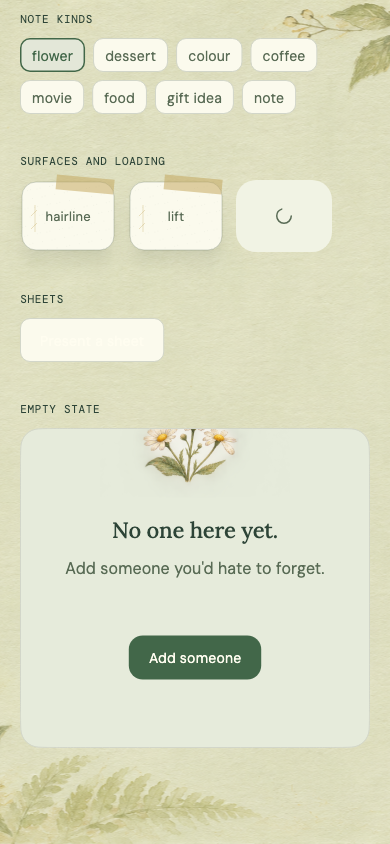 NOTE KINDS
flower dessert colour coffee
movie food gift idea note
SURFACES AND LOADING
hairline lift
SHEETS
EMPTY STATE
No one here yet.
Add someone you'd hate to forget.
Add someone